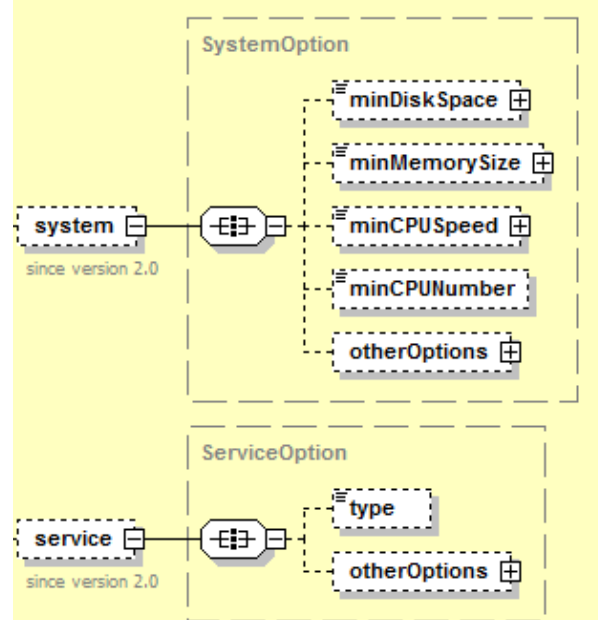 SystemOption
minDiskSpace
minMemorySize
system
minCPUSpeed
since version 2.0
minCPUNumber
otherOptions
ServiceOption
type
service
otherOptions
since version 2.0